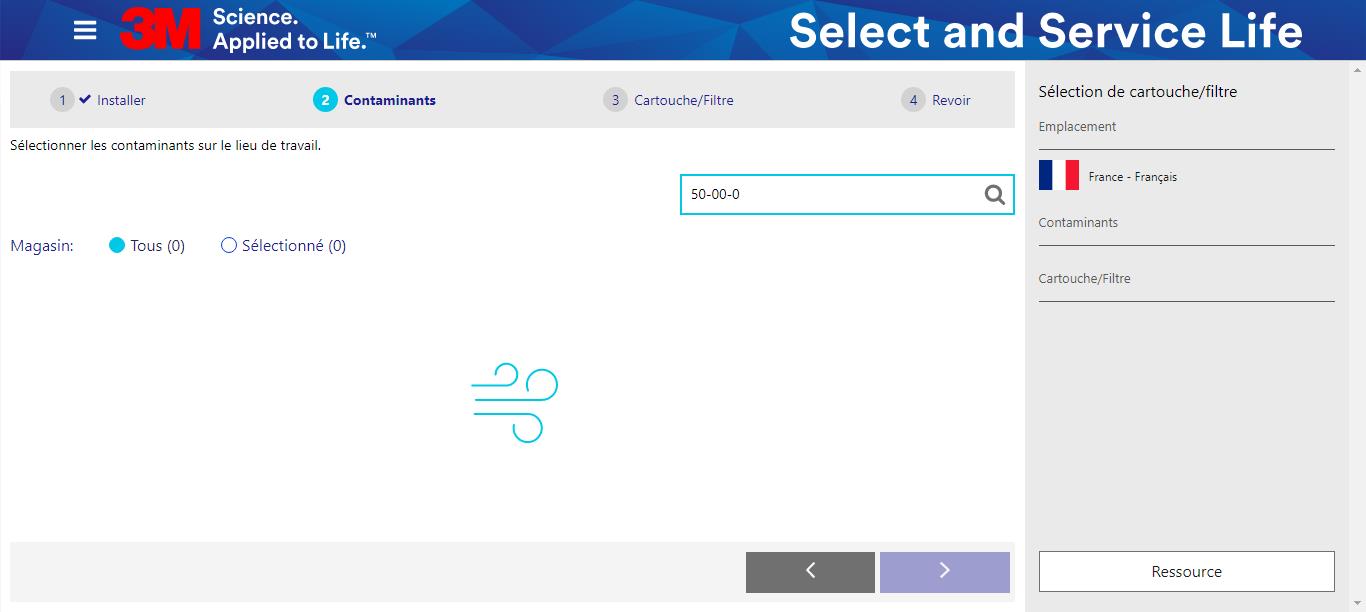 3M Science.
Applied to Life.™
Select and Service Life
1 Installer
2 Contaminants
3 Cartouche/Filtre
4 Revoir
Sélectionner les contaminants sur le lieu de travail.
50-00-0
Magasin: Tous (0) Sélectionné (0)
Sélection de cartouche/filtre
Emplacement
France - Français
Contaminants
Cartouche/Filtre
Ressource